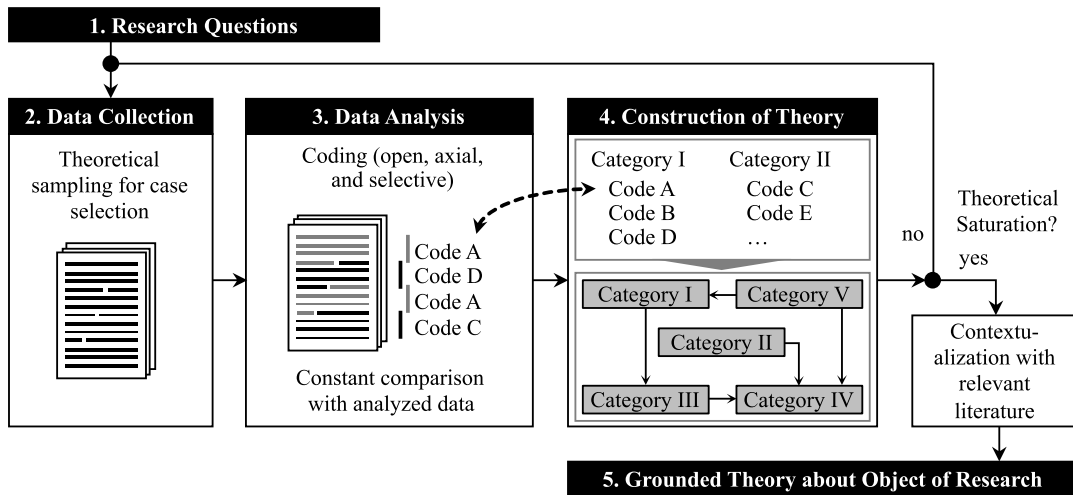 1. Research Questions
2. Data Collection
Theoretical
sampling for case
selection
3. Data Analysis
Coding (open, axial,
and selective)
Code A
Code D
Code A
Code C
Constant comparison
with analyzed data
4. Construction of Theory
Category I
Code A
Code B
Code D
Category II
Code C
Code E
…
Category I
Category V
Category II
Category III
Category IV
Theoretical
Saturation?
no
yes
Contextu-
alization with
relevant
literature
5. Grounded Theory about Object of Research